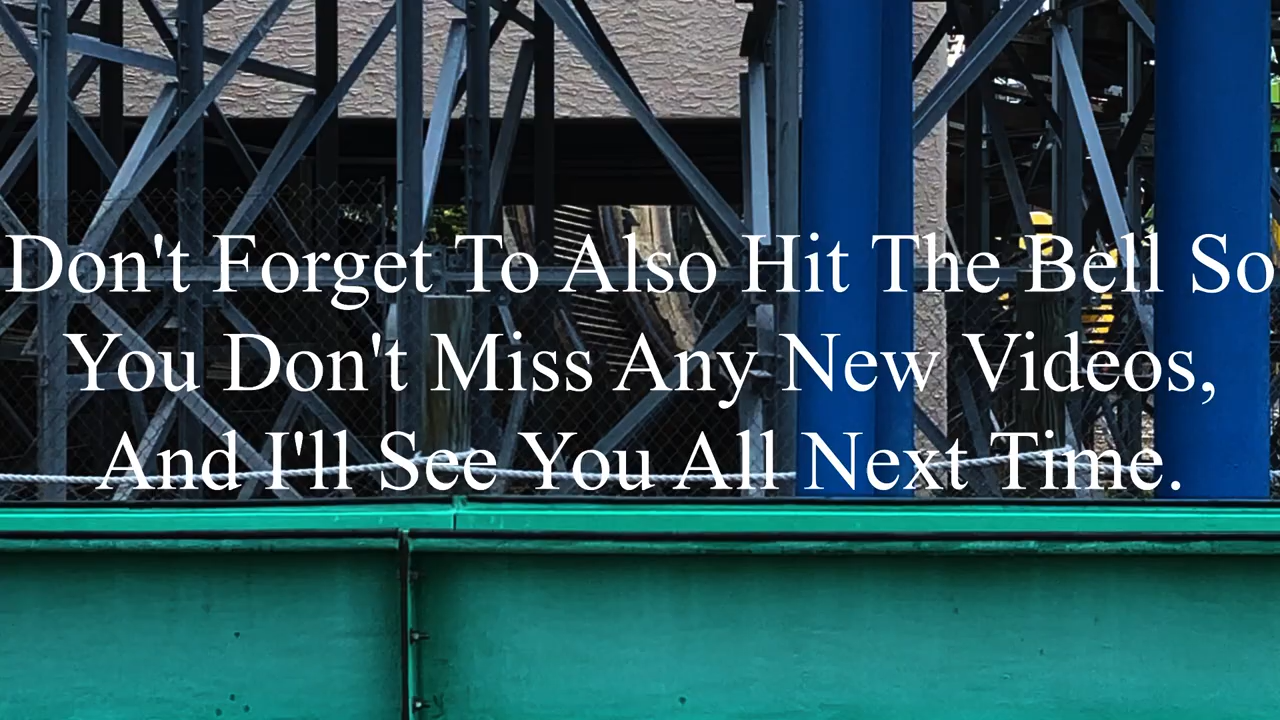 Don't Forget To Also Hit The Bell So
You Don't Miss Any New Videos,
And I'll See You All Next Time.